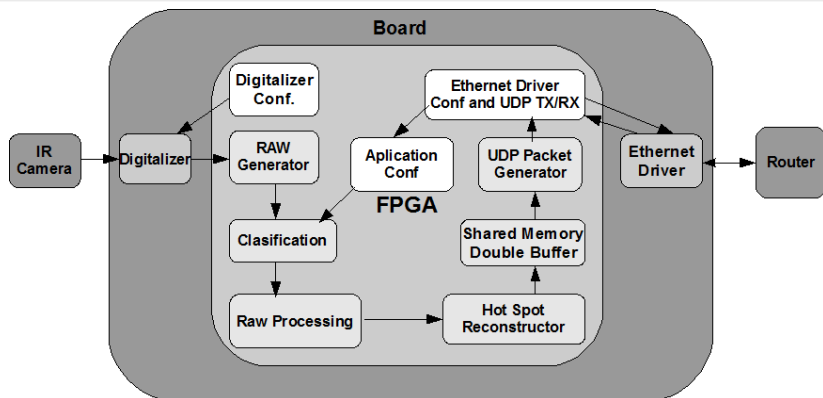 Board
Digitalizer
Conf.
Ethernet Driver
Conf and UDP TX/RX
IR
Camera
Digitalizer
RAW
Generator
Aplication
Conf
UDP Packet
Generator
Ethernet
Driver
Router
FPGA
Clasification
Shared Memory
Double Buffer
Raw Processing
Hot Spot
Reconstructor